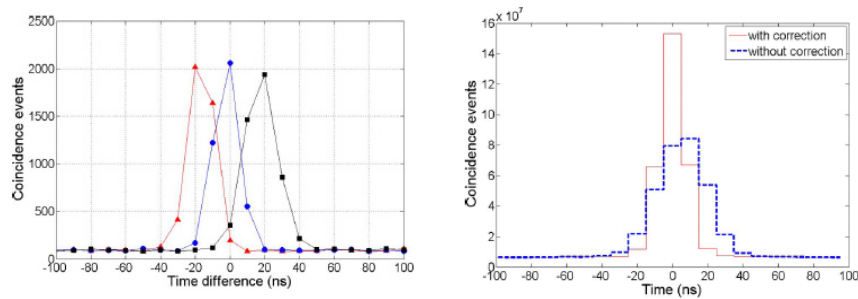 2500
2000
1500
1000
500
0
Coincidence events
-100 -80 -60 -40 -20 0 20 40 60 80 100
Time difference (ns)
16 x 10^7
14
12
10
8
6
4
2
0
Coincidence events
with correction
without correction
-100 -80 -60 -40 -20 0 20 40 60 80 100
Time (ns)